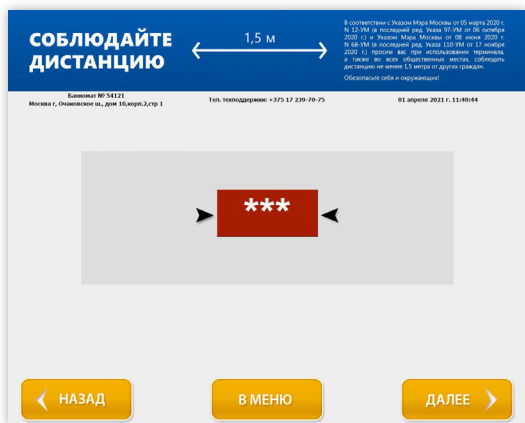 СОБЛЮДАЙТЕ
ДИСТАНЦИЮ
1,5 м
В соответствии с Указом Мэра Москвы от 05 марта 2020 г.
N 12-УМ (в последней ред. Указа 97-УМ от 06 октября
2020 г.) и Указом Мэра Москвы от 08 июня 2020 г.
N 68-УМ (в последней ред. Указа 110-УМ от 17 ноября
2020 г.) просим вас при использовании терминала,
а также во всех общественных местах, соблюдать
дистанцию не менее 1,5 метра от других граждан.
Обезопасьте себя и окружающих!
Банкомат № 54121
Москва г, Очаковское ш., дом 10,корп.2,стр 1
Тел. техподдержки: +375 17 239-70-75
01 апреля 2021 г. 11:40:44
***
НАЗАД
В МЕНЮ
ДАЛЕЕ